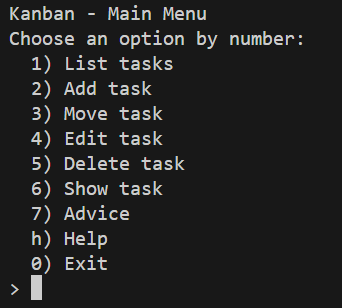 Kanban - Main Menu
Choose an option by number:
  1) List tasks
  2) Add task
  3) Move task
  4) Edit task
  5) Delete task
  6) Show task
  7) Advice
  h) Help
  0) Exit
>